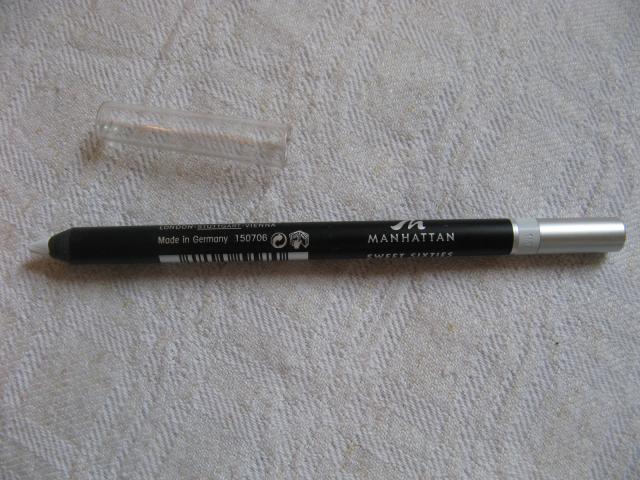 LONDON·STUTTGART·VIENNA
Made in Germany 150706
M
MANHATTAN
SWEET SIXTIES